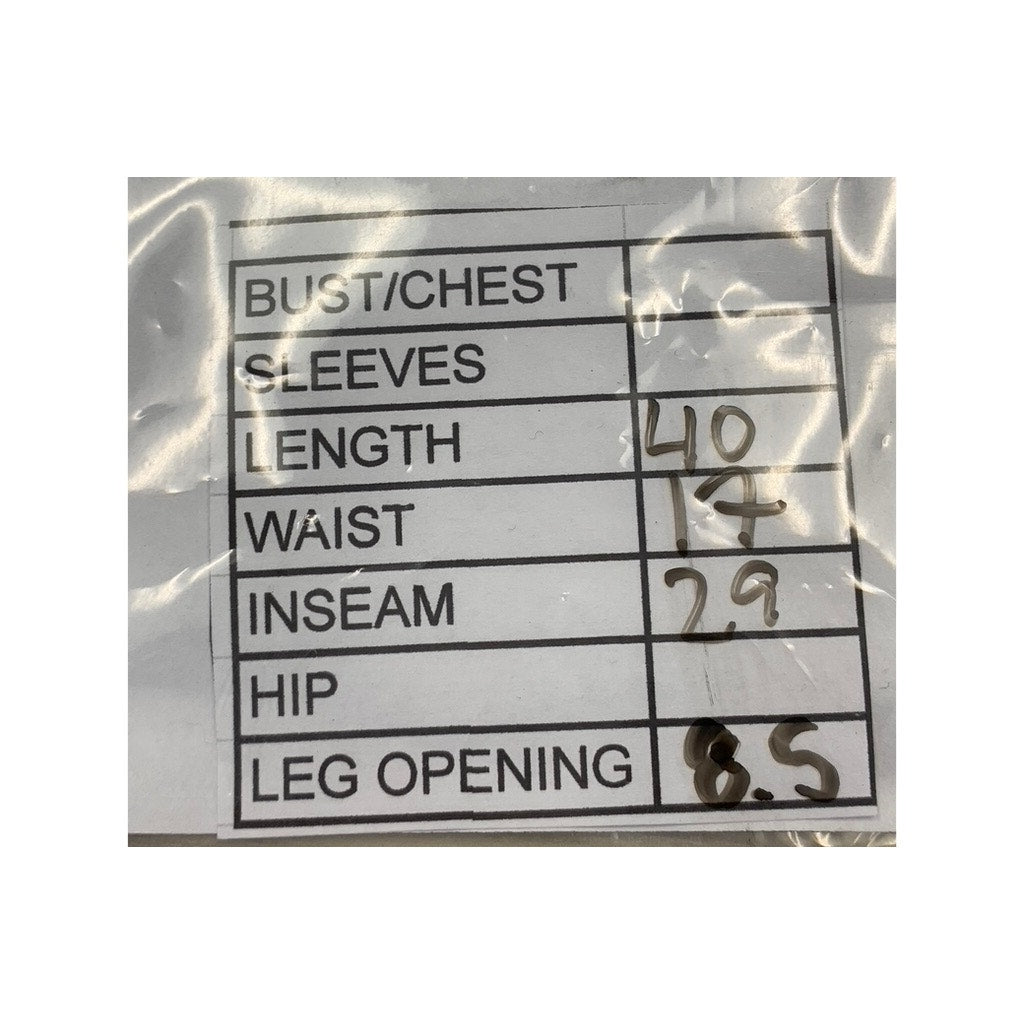 BUST/CHEST
SLEEVES
LENGTH 40
WAIST 17
INSEAM 29
HIP
LEG OPENING 8.5